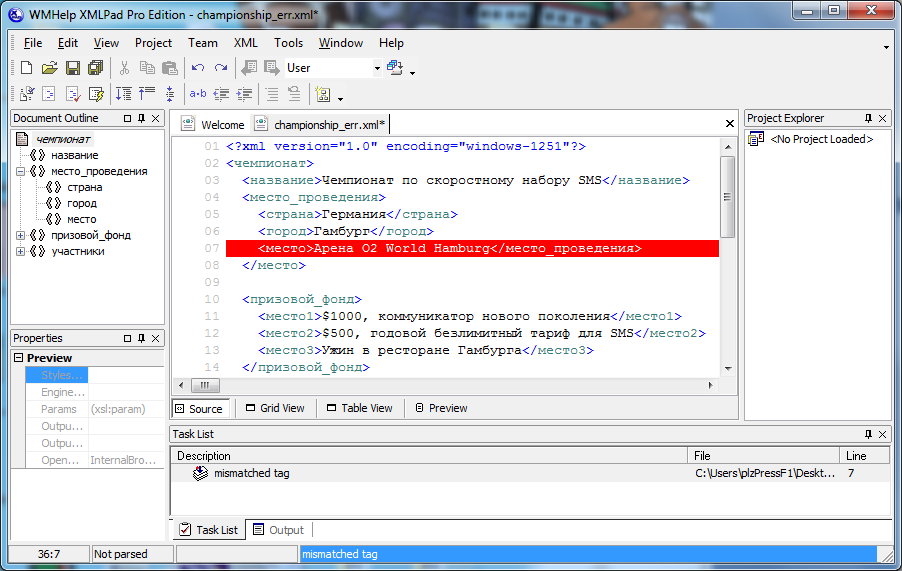 WMHelp XMLPad Pro Edition - championship_err.xml*
File Edit View Project Team XML Tools Window Help
User
a·b
Document Outline
чемпионат
название
место_проведения
страна
город
место
призовой_фонд
участники
Properties
Preview
Styles...
Engine...
Params (xsl:param)
Outpu...
Outpu...
Open... InternalBro...
Welcome championship_err.xml*
01 <?xml version="1.0" encoding="windows-1251"?>
02 <чемпионат>
03 <название>Чемпионат по скоростному набору SMS</название>
04 <место_проведения>
05 <страна>Германия</страна>
06 <город>Гамбург</город>
07 <место>Арена O2 World Hamburg</место_проведения>
08 </место>
09
10 <призовой_фонд>
11 <место1>$1000, коммуникатор нового поколения</место1>
12 <место2>$500, годовой безлимитный тариф для SMS</место2>
13 <место3>Ужин в ресторане Гамбурга</место3>
14 </призовой_фонд>
Source Grid View Table View Preview
Project Explorer
<No Project Loaded>
Task List
Description File Line
mismatched tag C:\Users\plzPressF1\Deskt... 7
Task List Output
36:7 Not parsed mismatched tag